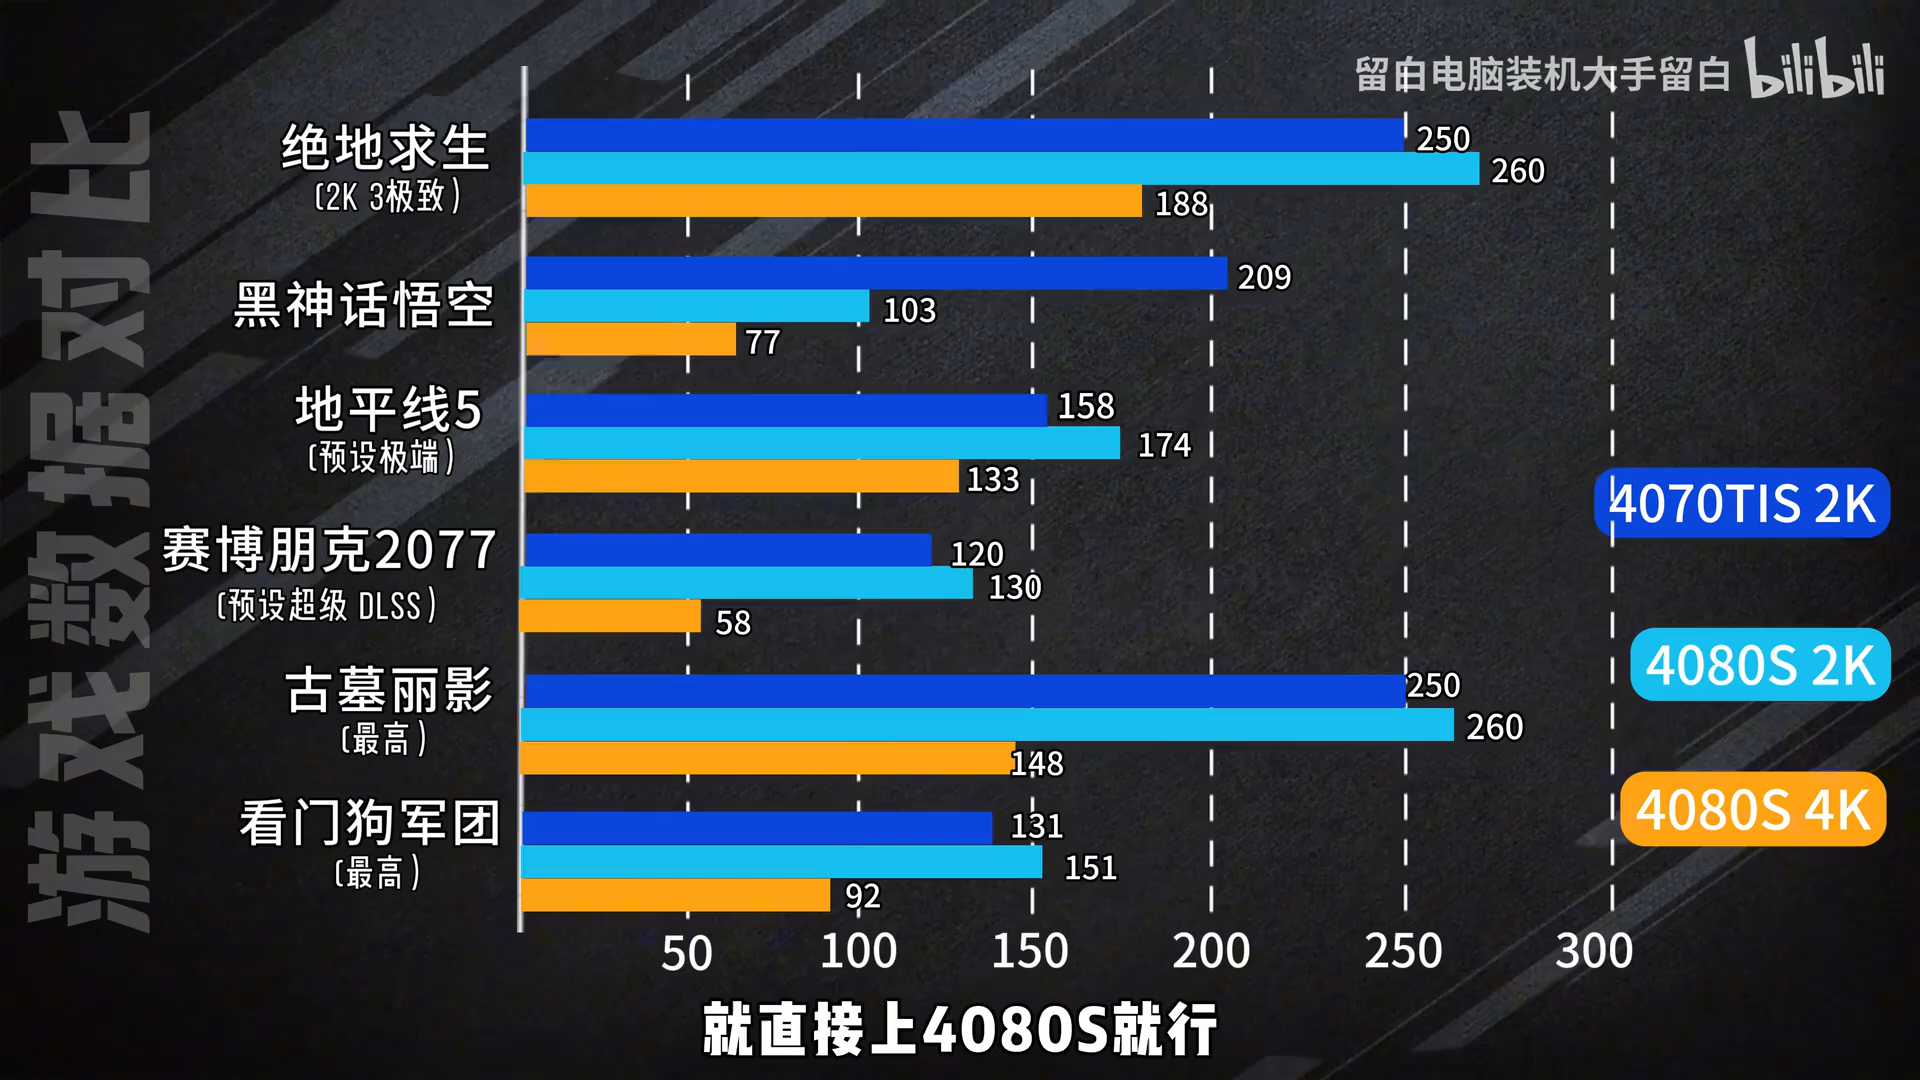 留白电脑装机大手留白 bilibili
游戏数据对比
绝地求生
(2K 3极致)
250
260
188
黑神话悟空
209
103
77
地平线5
(预设极端)
158
174
133
赛博朋克2077
(预设超级 DLSS)
120
130
58
古墓丽影
(最高)
250
260
148
看门狗军团
(最高)
131
151
92
4070TIS 2K
4080S 2K
4080S 4K
50 100 150 200 250 300
就直接上4080S就行